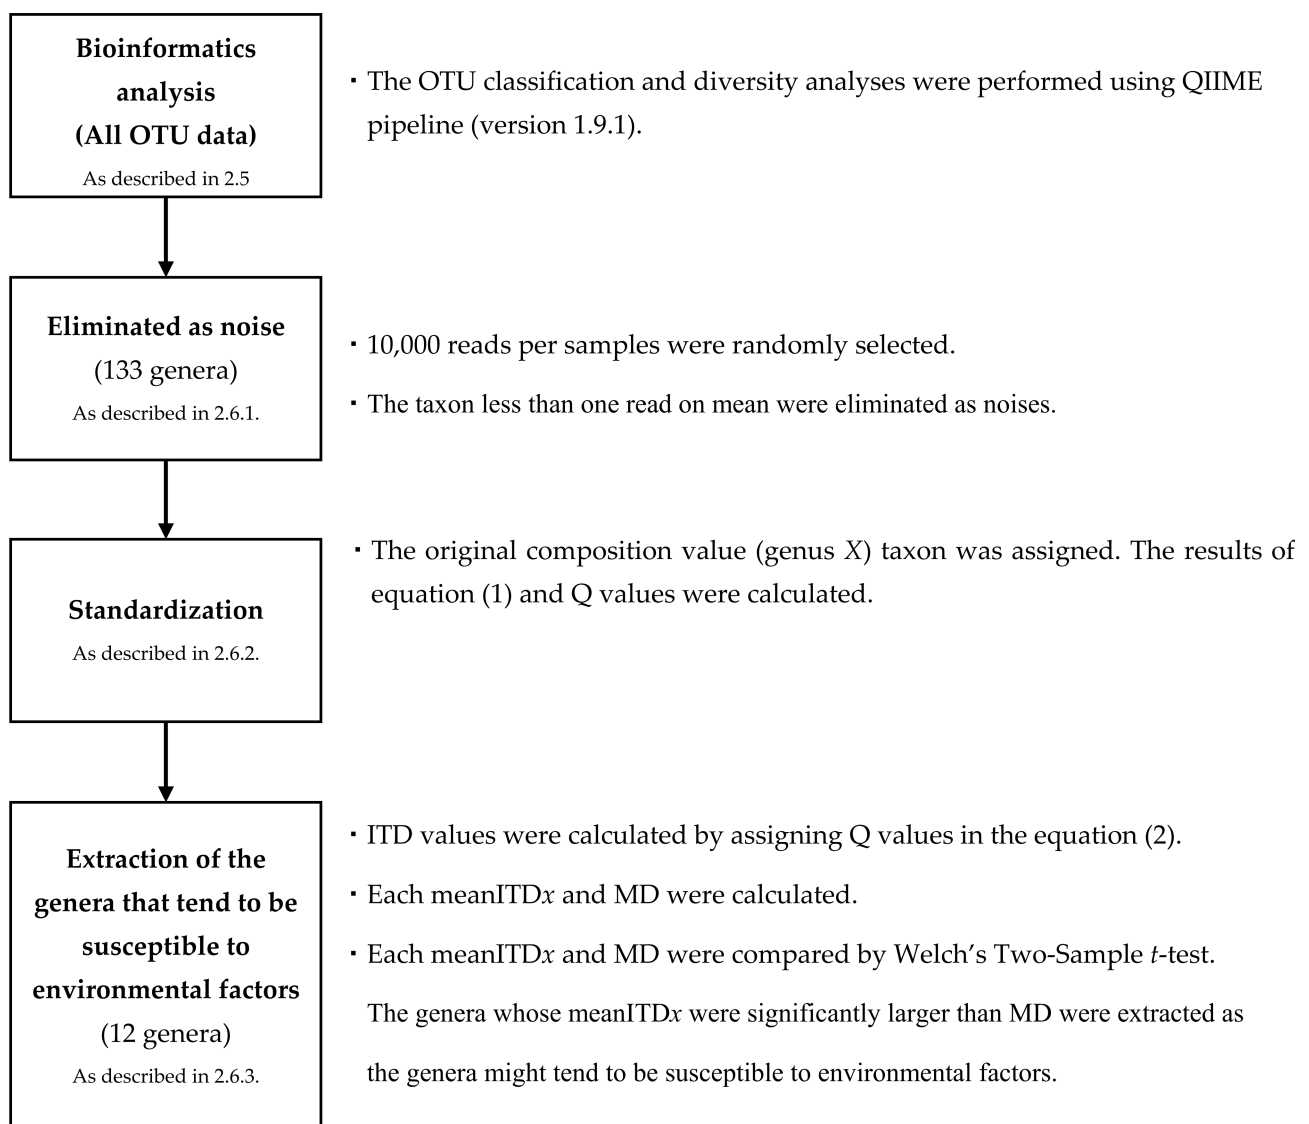 Bioinformatics
analysis
(All OTU data)
As described in 2.5
▪ The OTU classification and diversity analyses were performed using QIIME
pipeline (version 1.9.1).
Eliminated as noise
(133 genera)
As described in 2.6.1.
▪ 10,000 reads per samples were randomly selected.
▪ The taxon less than one read on mean were eliminated as noises.
Standardization
As described in 2.6.2.
▪ The original composition value (genus X) taxon was assigned. The results of
equation (1) and Q values were calculated.
Extraction of the
genera that tend to be
susceptible to
environmental factors
(12 genera)
As described in 2.6.3.
▪ ITD values were calculated by assigning Q values in the equation (2).
▪ Each meanITDx and MD were calculated.
▪ Each meanITDx and MD were compared by Welch's Two-Sample t-test.
The genera whose meanITDx were significantly larger than MD were extracted as
the genera might tend to be susceptible to environmental factors.